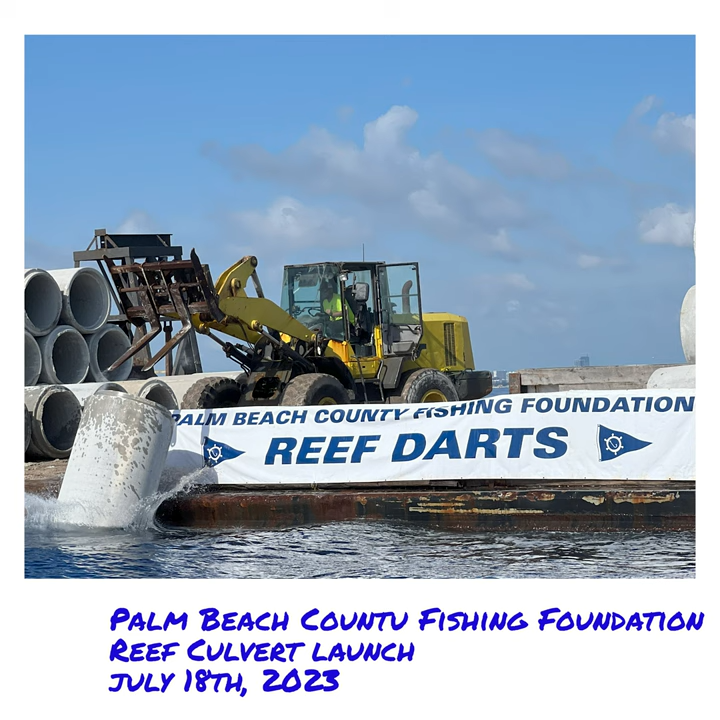 PALM BEACH COUNTY FISHING FOUNDATION
REEF DARTS
PALM BEACH COUNTU FISHING FOUNDATION
REEF CULVERT LAUNCH
JULY 18TH, 2023